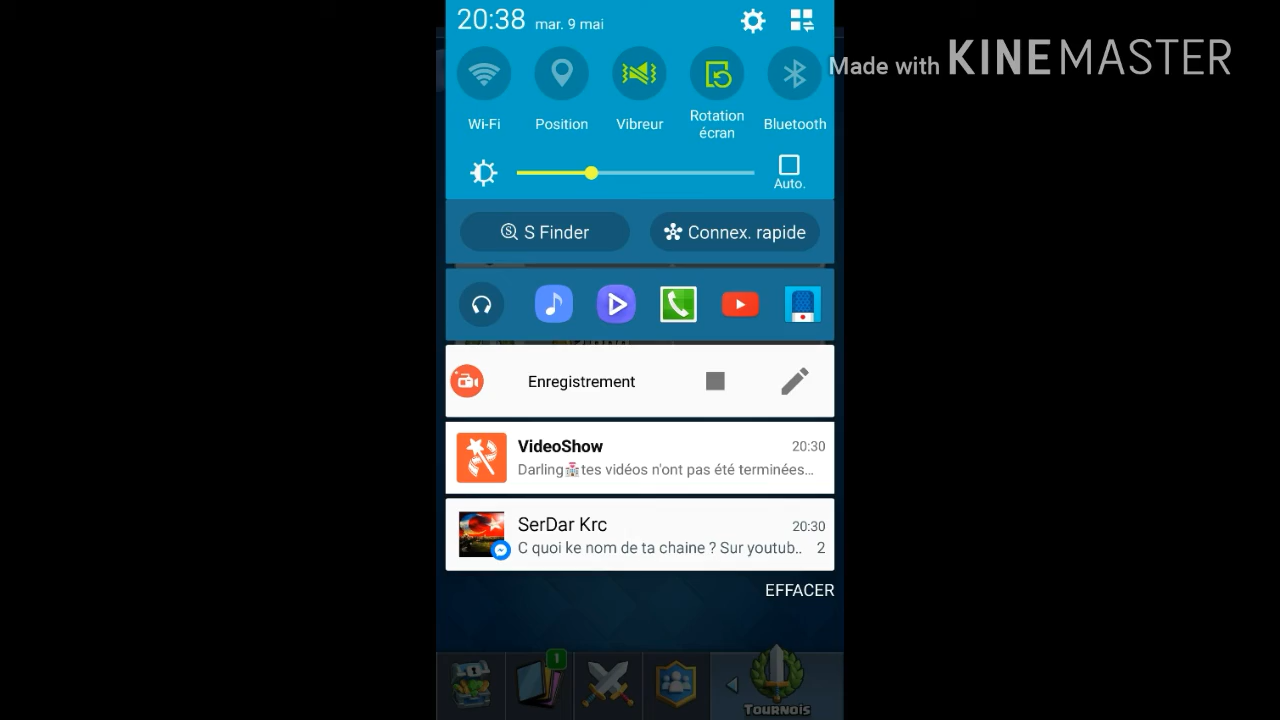 20:38 mar. 9 mai
Made with KINEMASTER
Wi-Fi
Position
Vibreur
Rotation
écran
Bluetooth
Auto.
S Finder
Connex. rapide
Enregistrement
VideoShow 20:30
Darling tes vidéos n'ont pas été terminées...
SerDar Krc 20:30
C quoi ke nom de ta chaine ? Sur youtub.. 2
EFFACER
1
Tournois